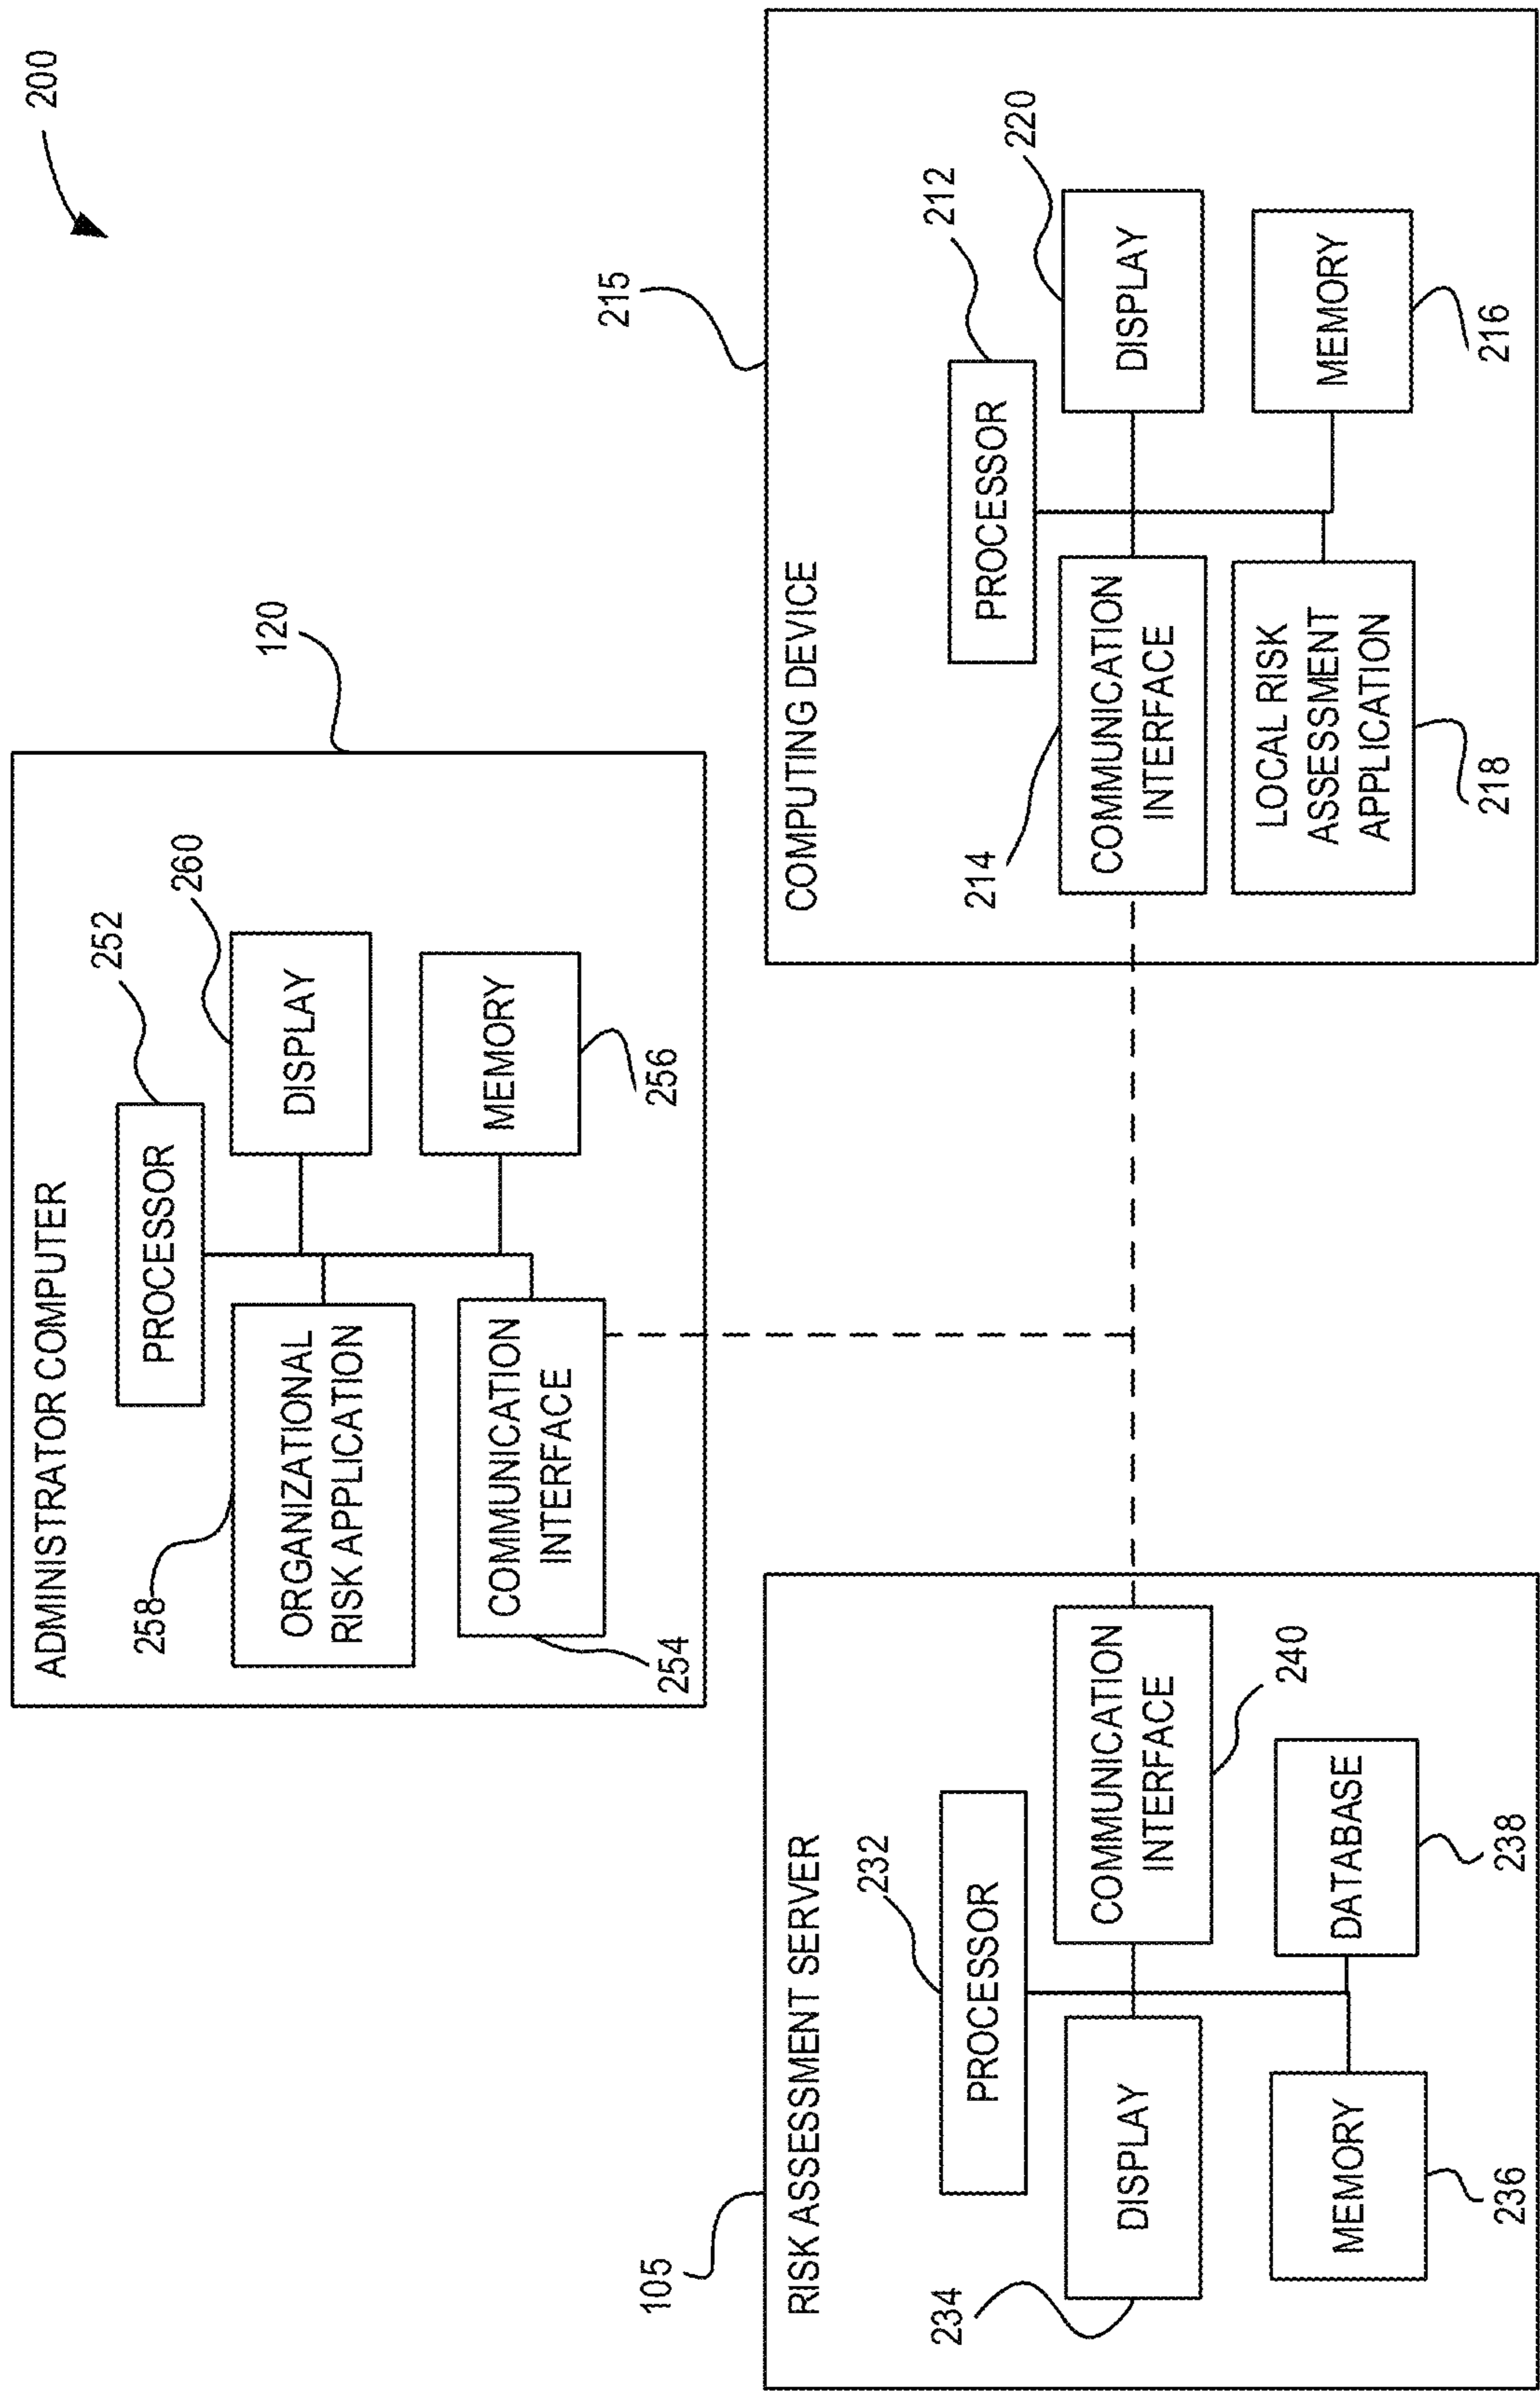 200
ADMINISTRATOR COMPUTER
120
PROCESSOR
252
258
ORGANIZATIONAL
RISK APPLICATION
DISPLAY
260
COMMUNICATION
INTERFACE
254
MEMORY
256
RISK ASSESSMENT SERVER
105
PROCESSOR
232
234
DISPLAY
COMMUNICATION
INTERFACE
240
MEMORY
236
DATABASE
238
COMPUTING DEVICE
215
PROCESSOR
212
214
COMMUNICATION
INTERFACE
DISPLAY
220
LOCAL RISK
ASSESSMENT
APPLICATION
218
MEMORY
216